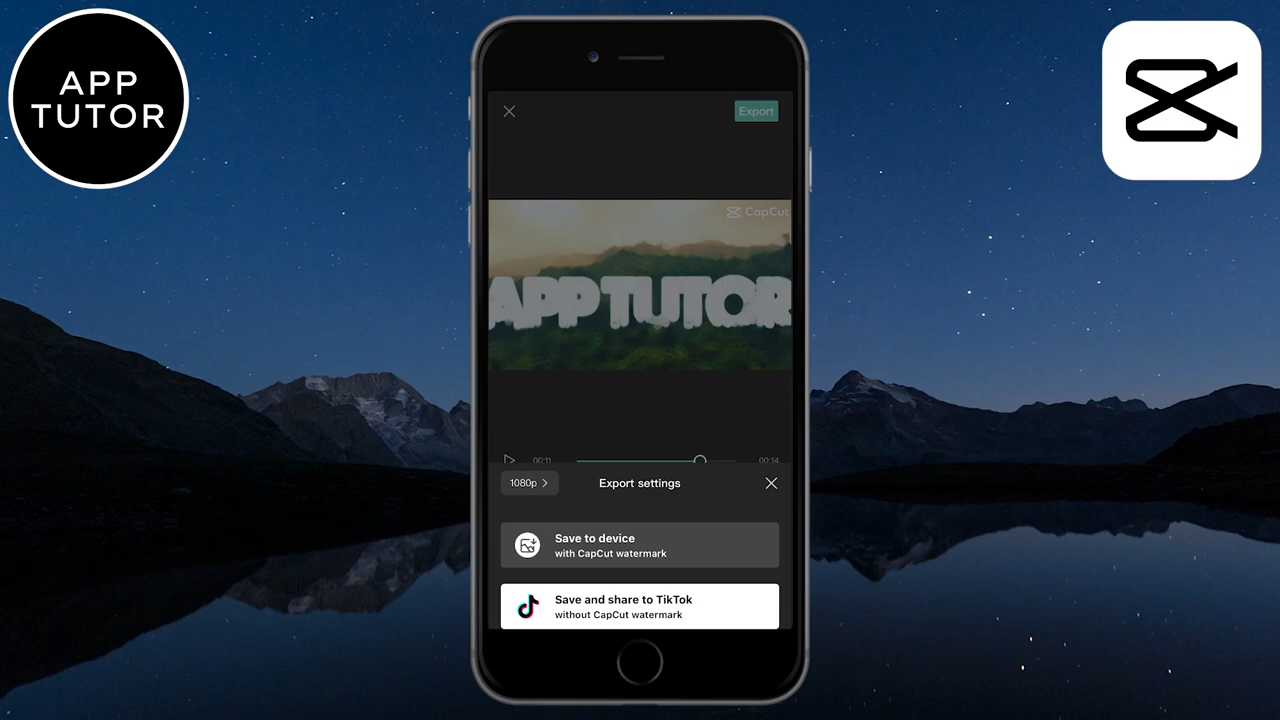 APP
TUTOR
Export
CapCut
APP TUTOR
00:11
00:14
1080p
Export settings
Save to device
with CapCut watermark
Save and share to TikTok
without CapCut watermark